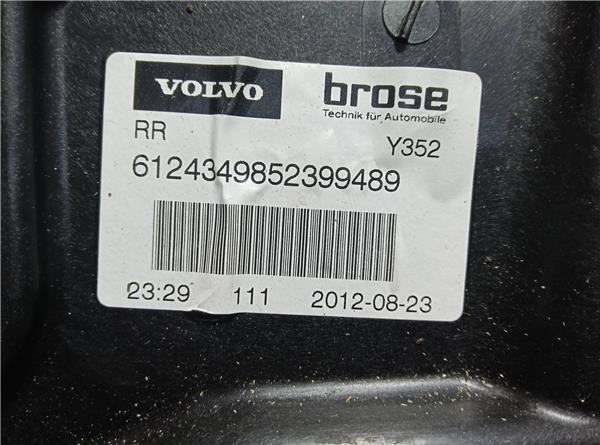 VOLVO brose
Technik für Automobile
RR Y352
6124349852399489
23:29 111 2012-08-23